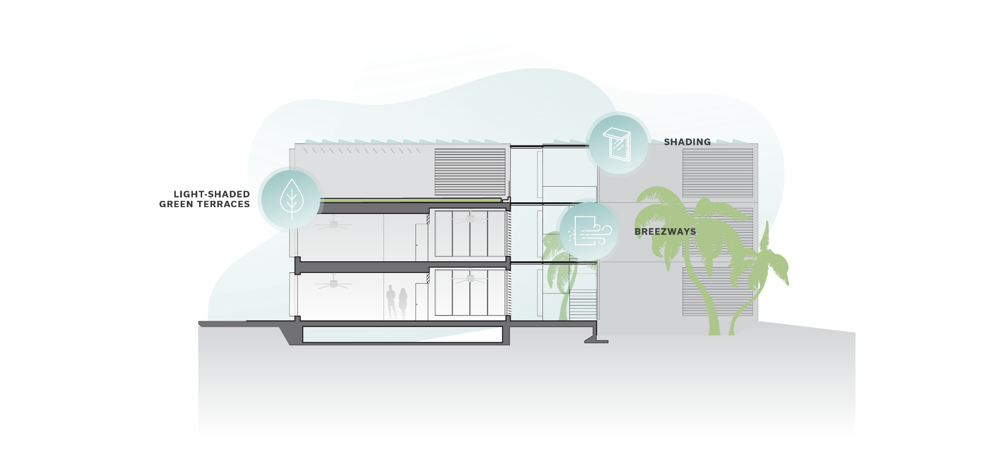 SHADING
LIGHT-SHADED
GREEN TERRACES
BREEZWAYS